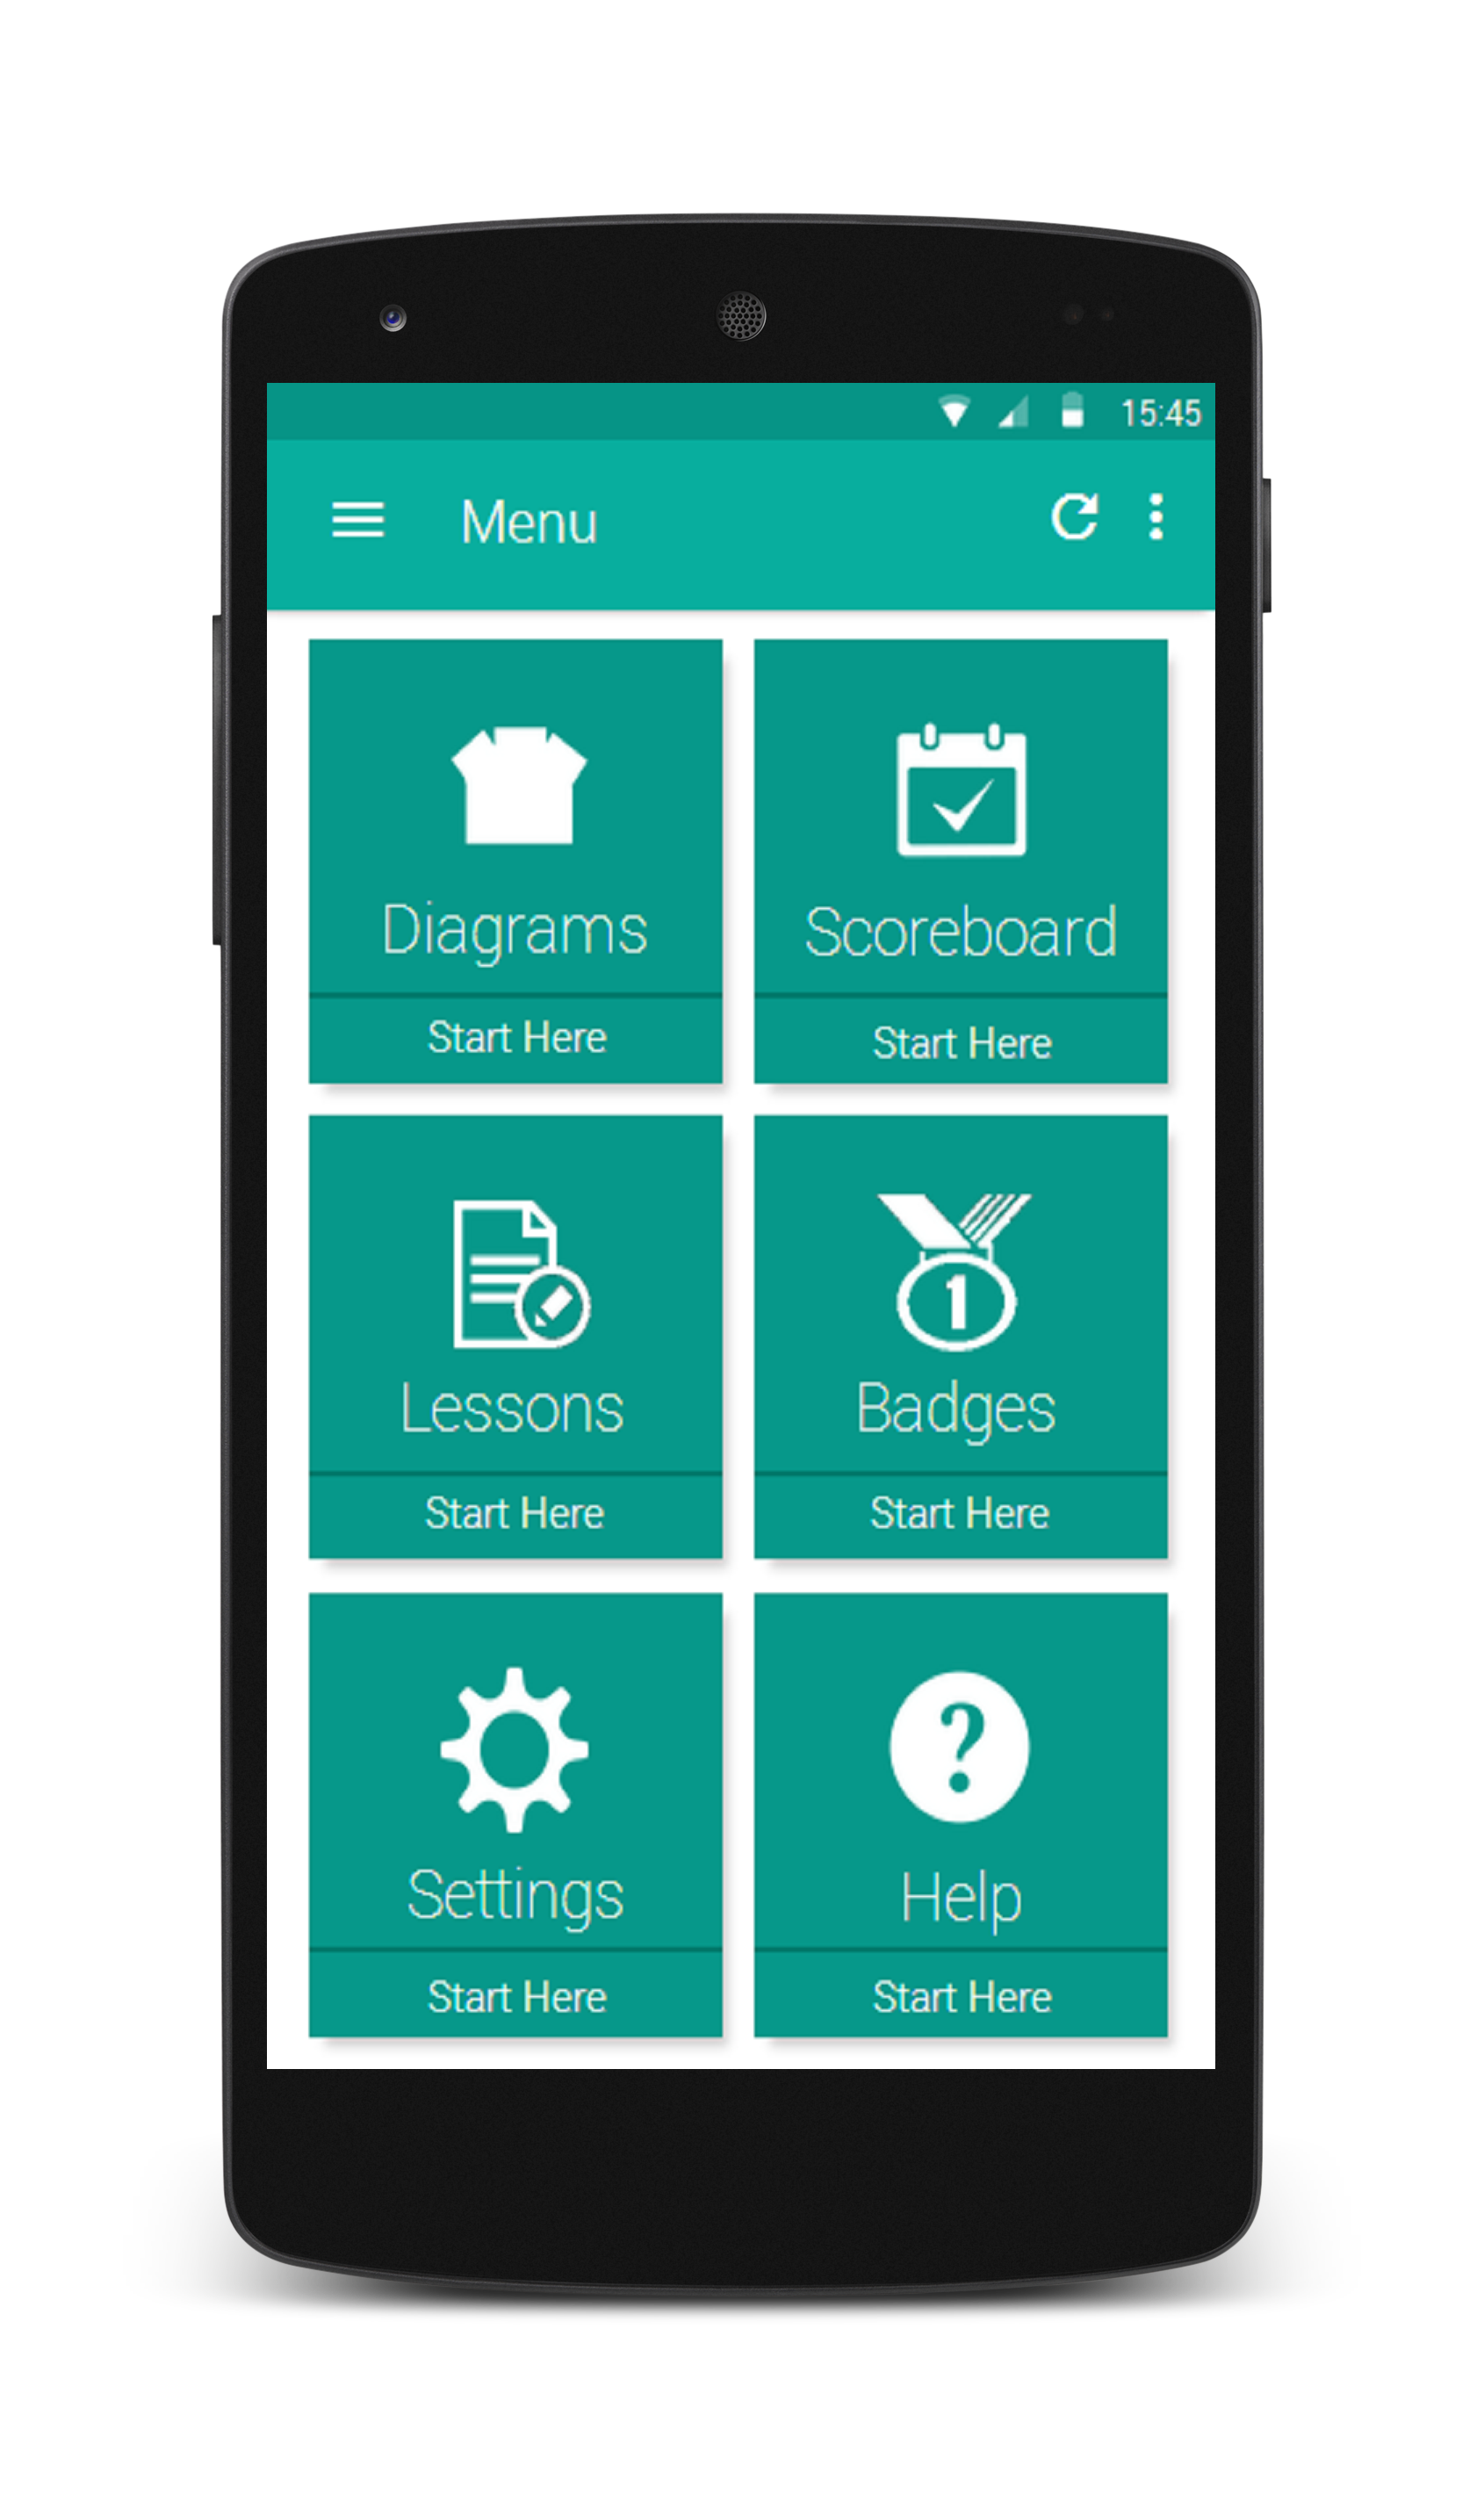 15:45
Menu
Diagrams
Start Here
Scoreboard
Start Here
Lessons
Start Here
1
Badges
Start Here
Settings
Start Here
?
Help
Start Here